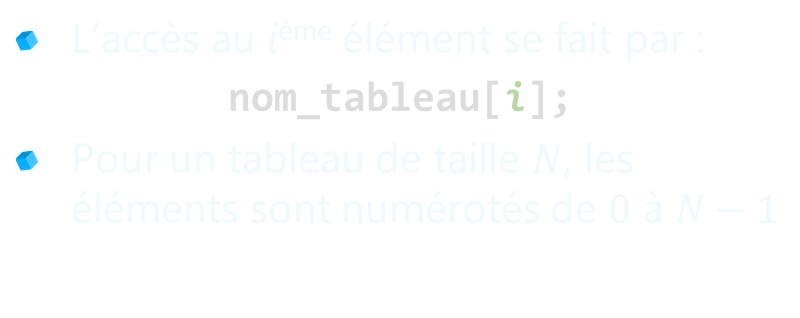 L'accès au ième élément se fait par :
nom_tableau[i];
Pour un tableau de taille N, les
éléments sont numérotés de 0 à N − 1